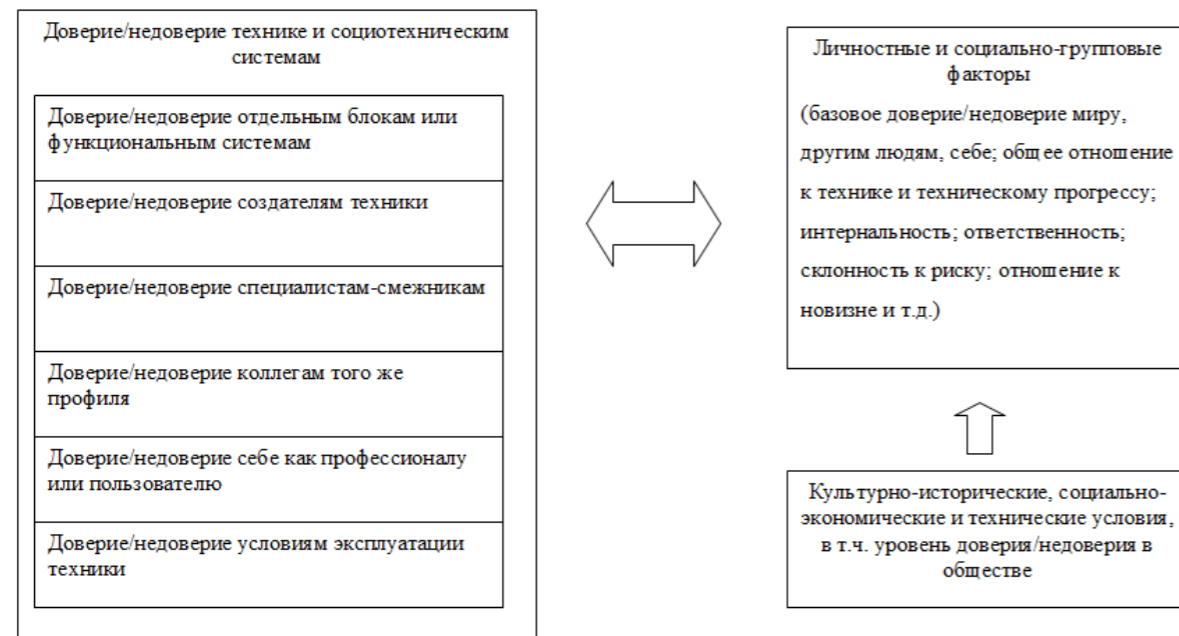 Доверие/недоверие технике и социотехническим
системам
Доверие/недоверие отдельным блокам или
функциональным системам
Доверие/недоверие создателям техники
Доверие/недоверие специалистам-смежникам
Доверие/недоверие коллегам того же
профиля
Доверие/недоверие себе как профессионалу
или пользователю
Доверие/недоверие условиям эксплуатации
техники
Личностные и социально-групповые
факторы
(базовое доверие/недоверие миру,
другим людям, себе; общее отношение
к технике и техническому прогрессу;
интернальность; ответственность;
склонность к риску; отношение к
новизне и т.д.)
Культурно-исторические, социально-
экономические и технические условия,
в т.ч. уровень доверия/недоверия в
обществе